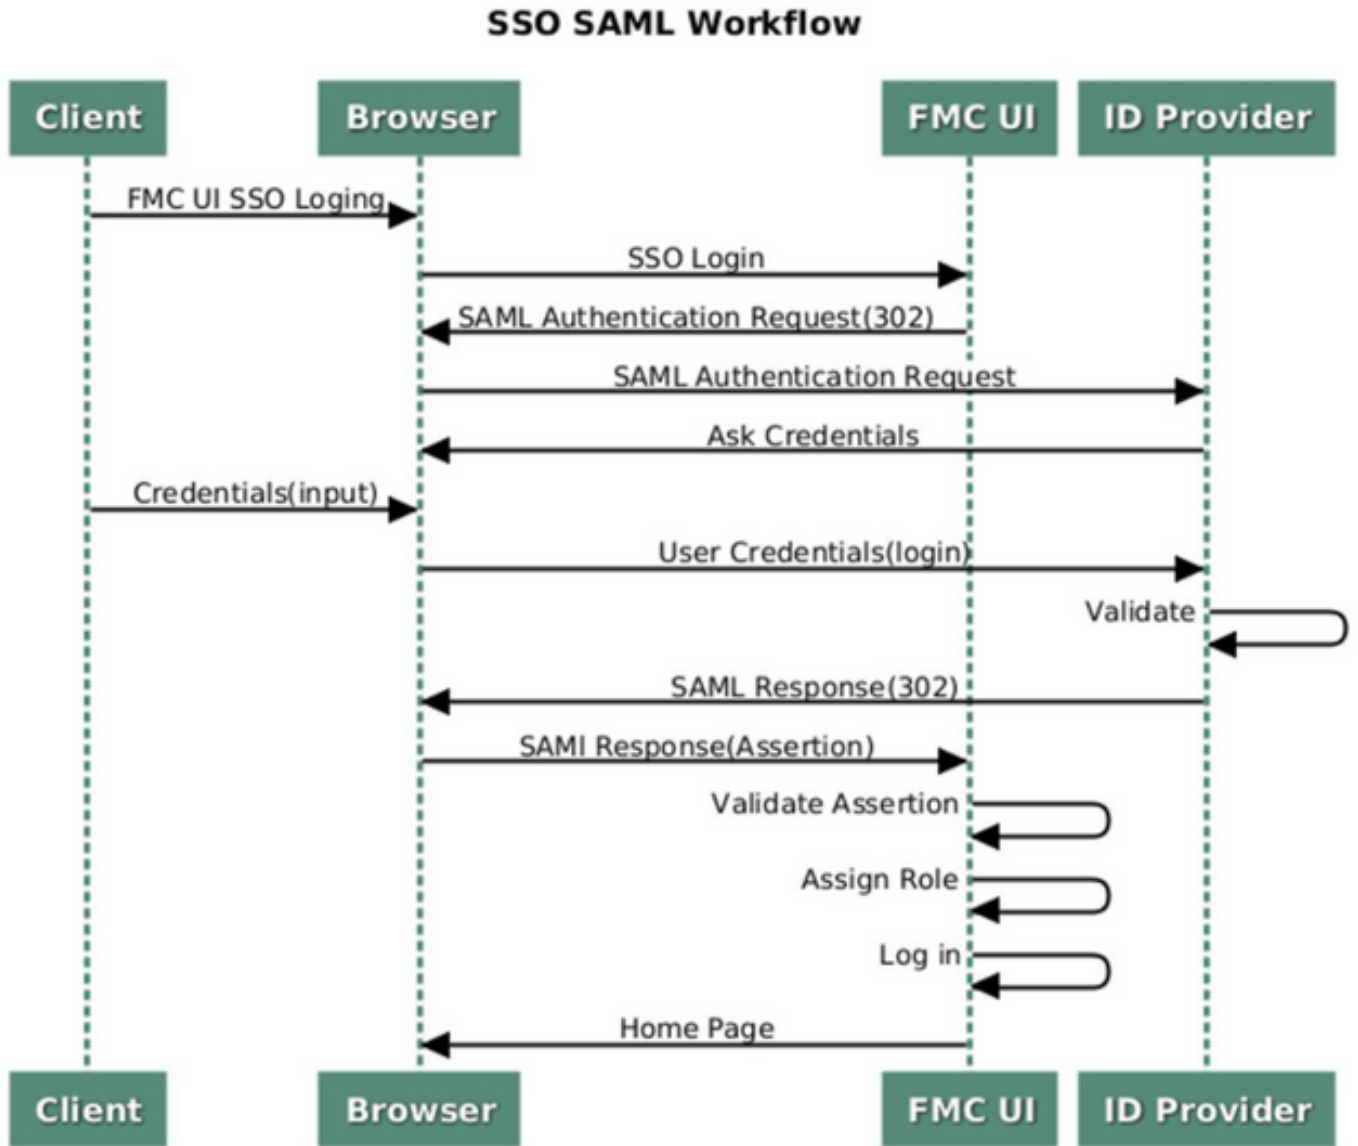 SSO SAML Workflow
Client Browser FMC UI ID Provider
FMC UI SSO Loging
SSO Login
SAML Authentication Request(302)
SAML Authentication Request
Ask Credentials
Credentials(input)
User Credentials(login)
Validate
SAML Response(302)
SAMl Response(Assertion)
Validate Assertion
Assign Role
Log in
Home Page
Client Browser FMC UI ID Provider